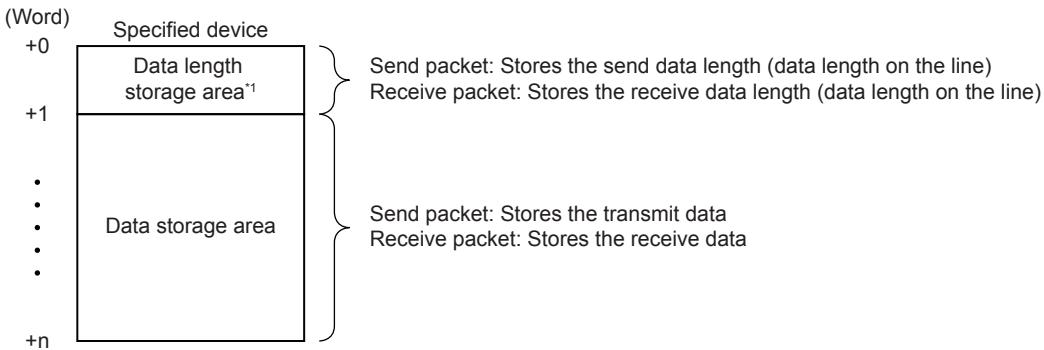 (Word)
Specified device
+0
Data length
storage area*1
Send packet: Stores the send data length (data length on the line)
Receive packet: Stores the receive data length (data length on the line)
+1
Data storage area
Send packet: Stores the transmit data
Receive packet: Stores the receive data
+n